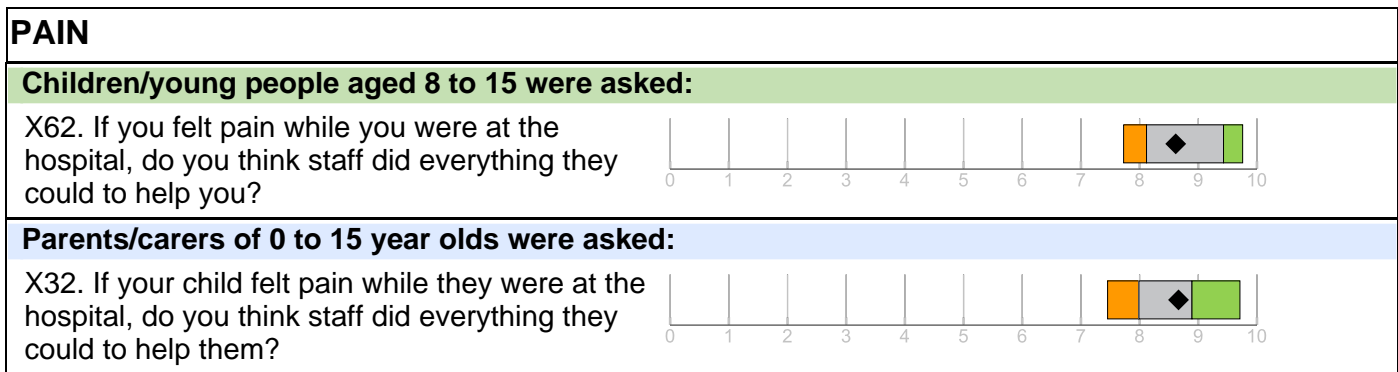 PAIN
Children/young people aged 8 to 15 were asked:
X62. If you felt pain while you were at the
hospital, do you think staff did everything they
could to help you?
0 1 2 3 4 5 6 7 8 9 10
Parents/carers of 0 to 15 year olds were asked:
X32. If your child felt pain while they were at the
hospital, do you think staff did everything they
could to help them?
0 1 2 3 4 5 6 7 8 9 10